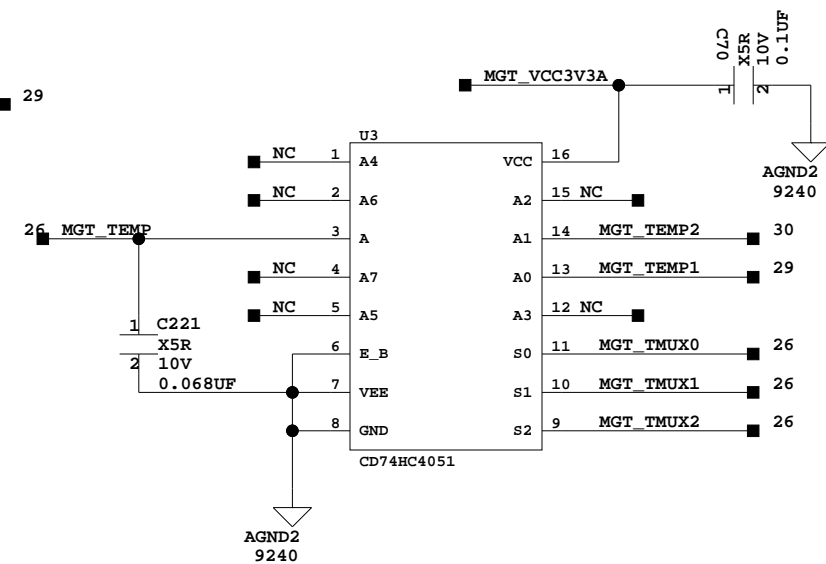 C70
X5R
10V
0.1UF
MGT_VCC3V3A
1
2
29
AGND2
9240
U3
NC 1 A4
VCC 16
NC 2 A6
A2 15 NC
26 MGT_TEMP 3 A
A1 14 MGT_TEMP2 30
NC 4 A7
A0 13 MGT_TEMP1 29
NC 5 A5
A3 12 NC
1 C221
X5R
2 10V
0.068UF
6 E_B
S0 11 MGT_TMUX0 26
7 VEE
S1 10 MGT_TMUX1 26
8 GND
S2 9 MGT_TMUX2 26
CD74HC4051
AGND2
9240